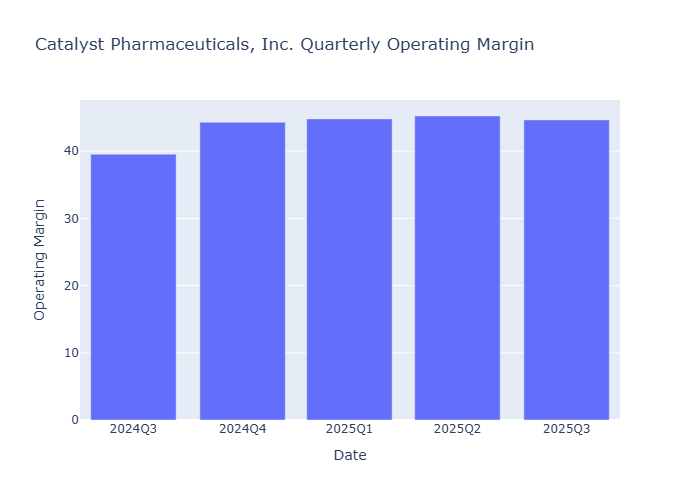 Catalyst Pharmaceuticals, Inc. Quarterly Operating Margin
Operating Margin
40
30
20
10
0
2024Q3 2024Q4 2025Q1 2025Q2 2025Q3
Date